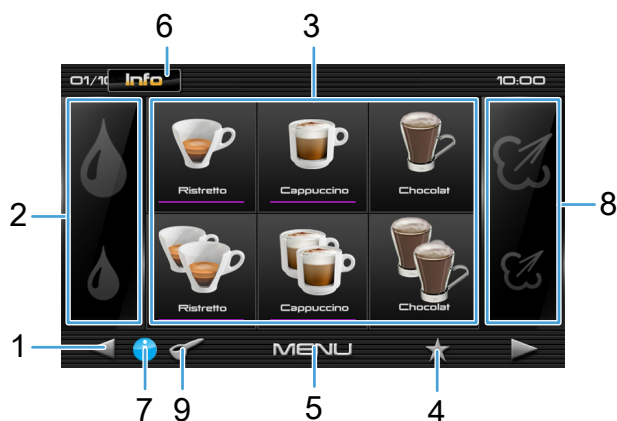 6
3
01/10
Info
10:00
2
Ristretto
Cappuccino
Chocolat
8
Ristretto
Cappuccino
Chocolat
1
MENU
7
9
5
4